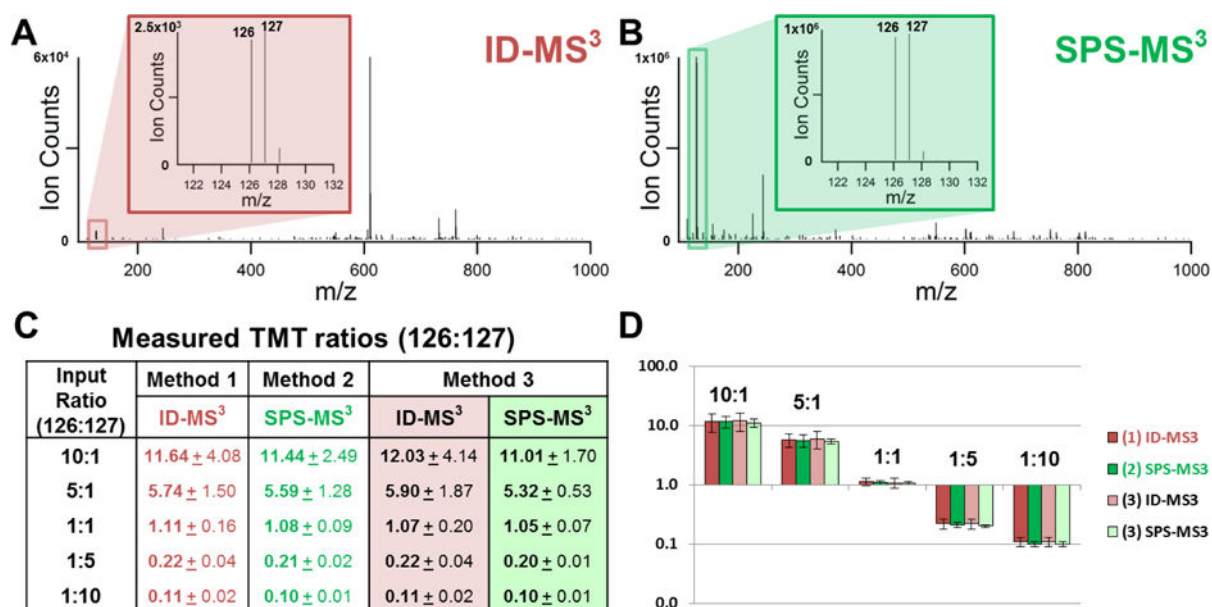 A
ID-MS³
6x10⁴
Ion Counts
0
200 400 600 800 1000
m/z
2.5x10³
126 127
Ion Counts
0
122 124 126 128 130 132
m/z
B
SPS-MS³
1x10⁶
Ion Counts
0
200 400 600 800 1000
m/z
1x10⁶
126 127
Ion Counts
0
122 124 126 128 130 132
m/z
C
Measured TMT ratios (126:127)
Input Ratio (126:127) Method 1 Method 2 Method 3
ID-MS³ SPS-MS³ ID-MS³ SPS-MS³
10:1 11.64 ± 4.08 11.44 ± 2.49 12.03 ± 4.14 11.01 ± 1.70
5:1 5.74 ± 1.50 5.59 ± 1.28 5.90 ± 1.87 5.32 ± 0.53
1:1 1.11 ± 0.16 1.08 ± 0.09 1.07 ± 0.20 1.05 ± 0.07
1:5 0.22 ± 0.04 0.21 ± 0.02 0.22 ± 0.04 0.20 ± 0.01
1:10 0.11 ± 0.02 0.10 ± 0.01 0.11 ± 0.02 0.10 ± 0.01
D
100.0
10.0
1.0
0.1
0.0
10:1
5:1
1:1
1:5
1:10
(1) ID-MS3
(2) SPS-MS3
(3) ID-MS3
(3) SPS-MS3